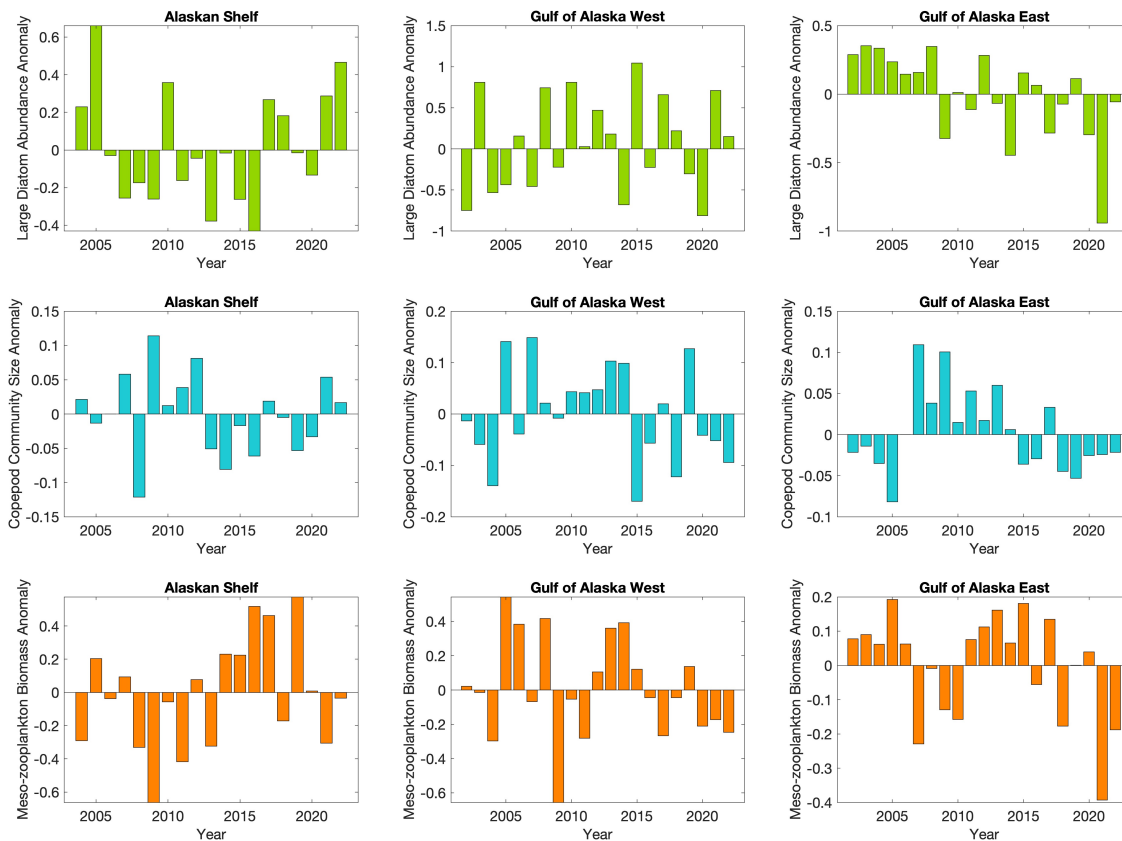 Alaskan Shelf
Large Diatom Abundance Anomaly
0.6
0.4
0.2
0
-0.2
-0.4
2005 2010 2015 2020
Year
Gulf of Alaska West
Large Diatom Abundance Anomaly
1.5
1
0.5
0
-0.5
-1
2005 2010 2015 2020
Year
Gulf of Alaska East
Large Diatom Abundance Anomaly
0.5
0
-0.5
-1
2005 2010 2015 2020
Year
Alaskan Shelf
Copepod Community Size Anomaly
0.15
0.1
0.05
0
-0.05
-0.1
-0.15
2005 2010 2015 2020
Year
Gulf of Alaska West
Copepod Community Size Anomaly
0.2
0.1
0
-0.1
-0.2
2005 2010 2015 2020
Year
Gulf of Alaska East
Copepod Community Size Anomaly
0.15
0.1
0.05
0
-0.05
-0.1
2005 2010 2015 2020
Year
Alaskan Shelf
Meso-zooplankton Biomass Anomaly
0.4
0.2
0
-0.2
-0.4
-0.6
2005 2010 2015 2020
Year
Gulf of Alaska West
Meso-zooplankton Biomass Anomaly
0.4
0.2
0
-0.2
-0.4
-0.6
2005 2010 2015 2020
Year
Gulf of Alaska East
Meso-zooplankton Biomass Anomaly
0.2
0.1
0
-0.1
-0.2
-0.3
-0.4
2005 2010 2015 2020
Year